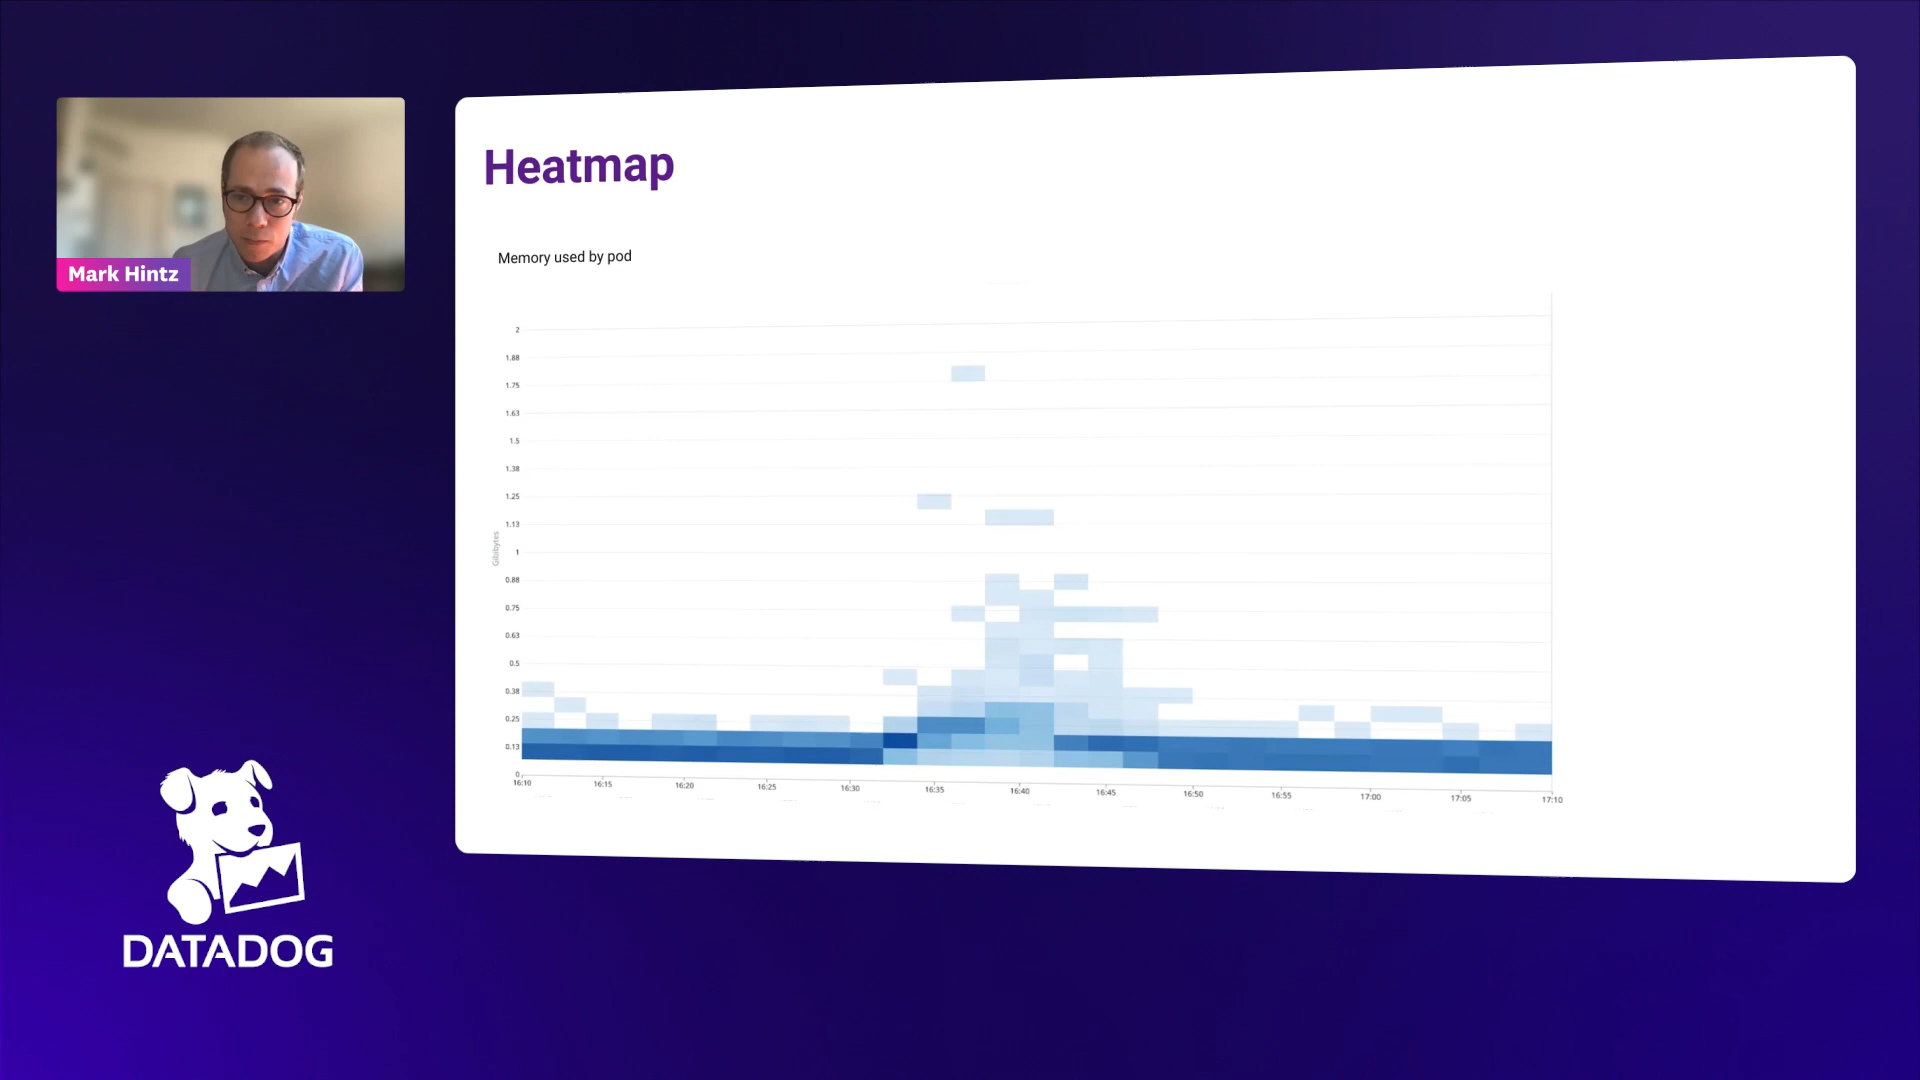 Mark Hintz
DATADOG
Heatmap
Memory used by pod
Gibibytes
2
1.88
1.75
1.63
1.5
1.38
1.25
1.13
1
0.88
0.75
0.63
0.5
0.38
0.25
0.13
0
16:10 16:15 16:20 16:25 16:30 16:35 16:40 16:45 16:50 16:55 17:00 17:05 17:10